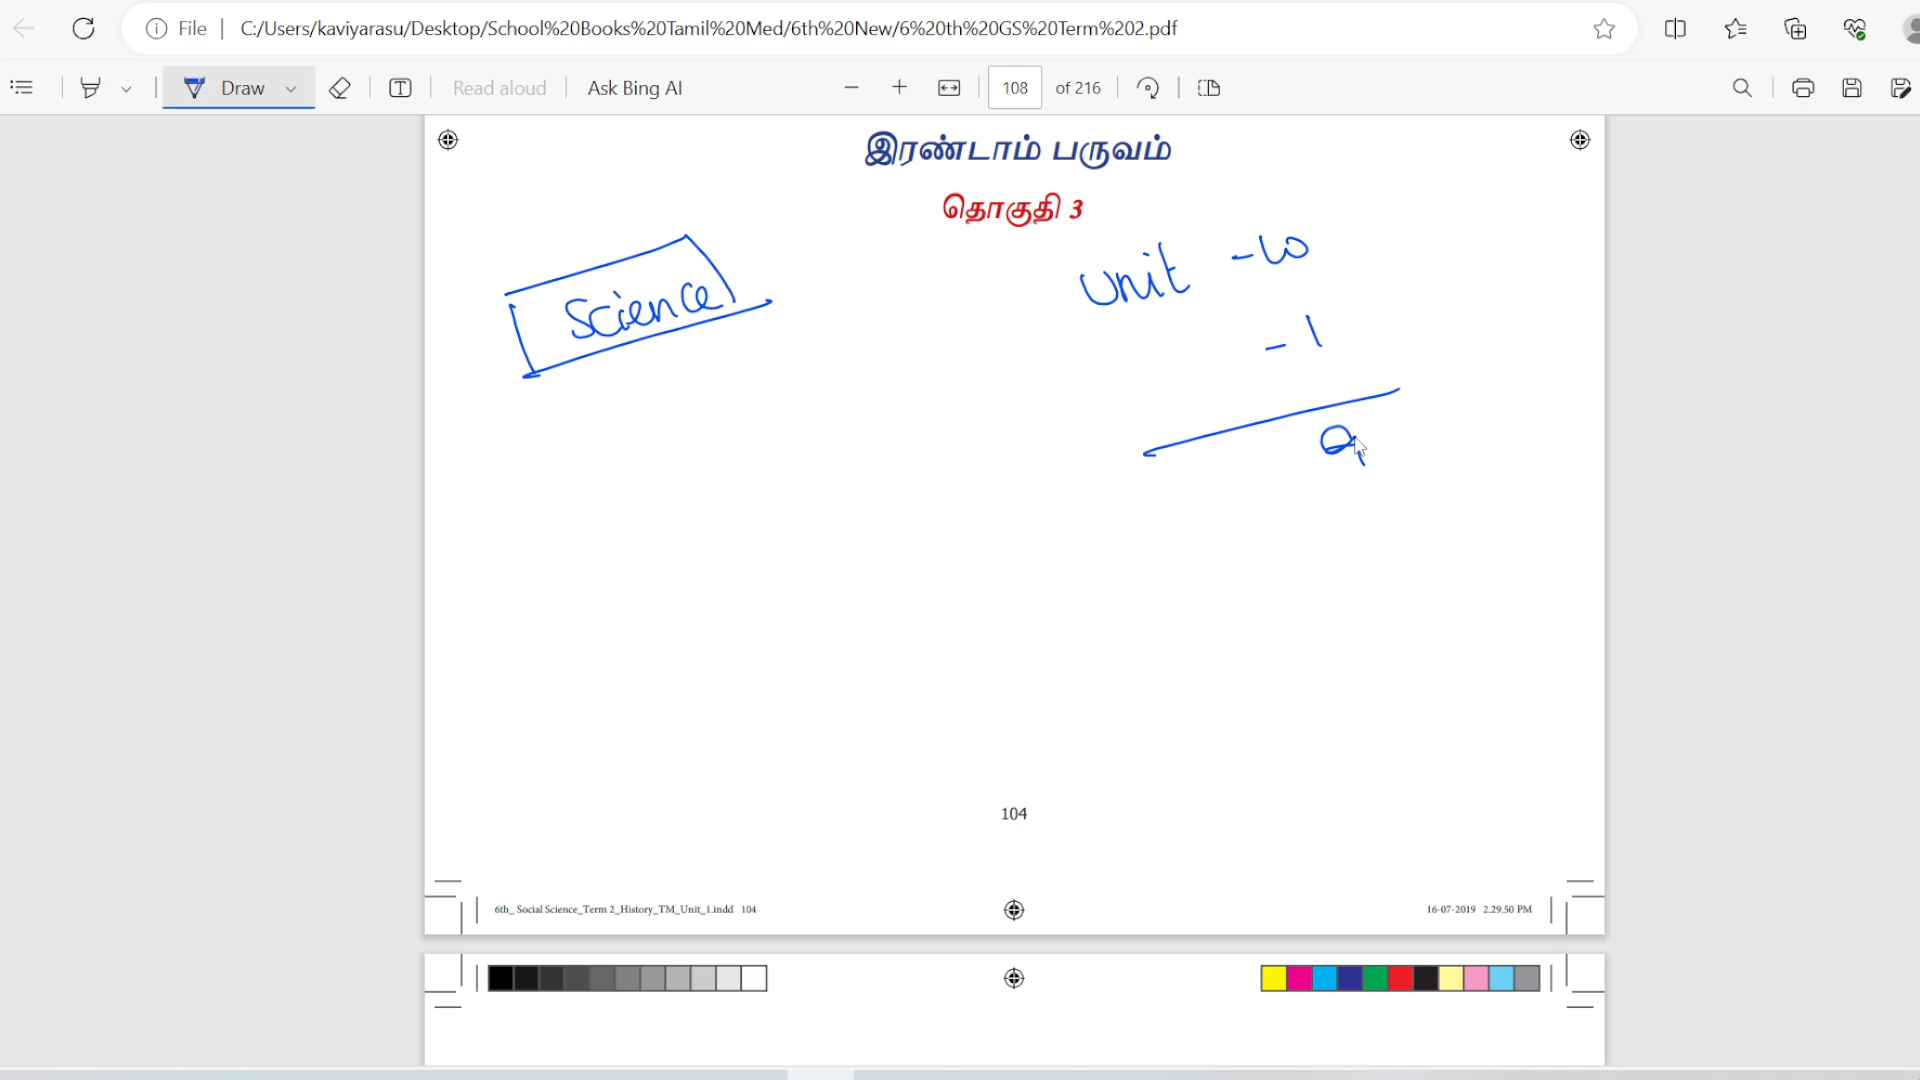 File C:/Users/kaviyarasu/Desktop/School%20Books%20Tamil%20Med/6th%20New/6%20th%20GS%20Term%202.pdf
Draw Read aloud Ask Bing AI 108 of 216
இரண்டாம் பருவம்
தொகுதி 3
Science
Unit - 10
- 1
104
6th_ Social Science_Term 2_History_TM_Unit_1.indd 104
16-07-2019 2.29.50 PM